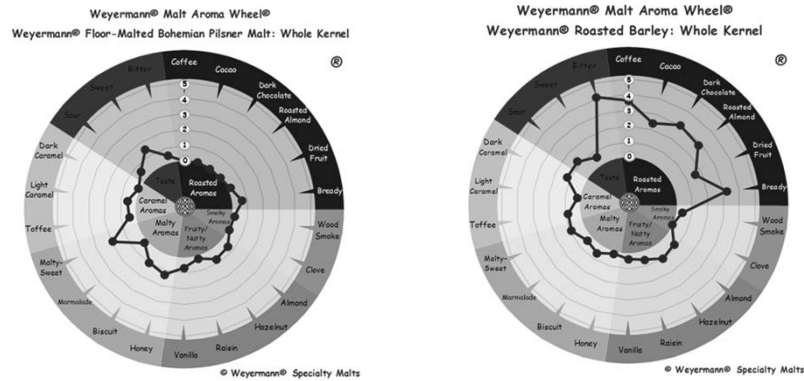 Weyermann® Malt Aroma Wheel®
Weyermann® Floor-Malted Bohemian Pilsner Malt: Whole Kernel
®
Coffee
Cacao
Dark
Chocolate
Roasted
Almond
Dried
Fruit
Bready
Wood
Smoke
Clove
Almond
Hazelnut
Raisin
Vanilla
Honey
Biscuit
Marmalade
Malty-
Sweet
Toffee
Light
Caramel
Dark
Caramel
Sour
Sweet
Bitter
5
4
3
2
1
0
Taste
Roasted
Aromas
Smoky
Aromas
Fruity/
Nutty
Aromas
Malty
Aromas
Caramel
Aromas
© Weyermann® Specialty Malts
Weyermann® Malt Aroma Wheel®
Weyermann® Roasted Barley: Whole Kernel
®
Coffee
Cacao
Dark
Chocolate
Roasted
Almond
Dried
Fruit
Bready
Wood
Smoke
Clove
Almond
Hazelnut
Raisin
Vanilla
Honey
Biscuit
Marmalade
Malty-
Sweet
Toffee
Light
Caramel
Dark
Caramel
Sour
Sweet
Bitter
5
4
3
2
1
0
Taste
Roasted
Aromas
Smoky
Aromas
Fruity/
Nutty
Aromas
Malty
Aromas
Caramel
Aromas
© Weyermann® Specialty Malts